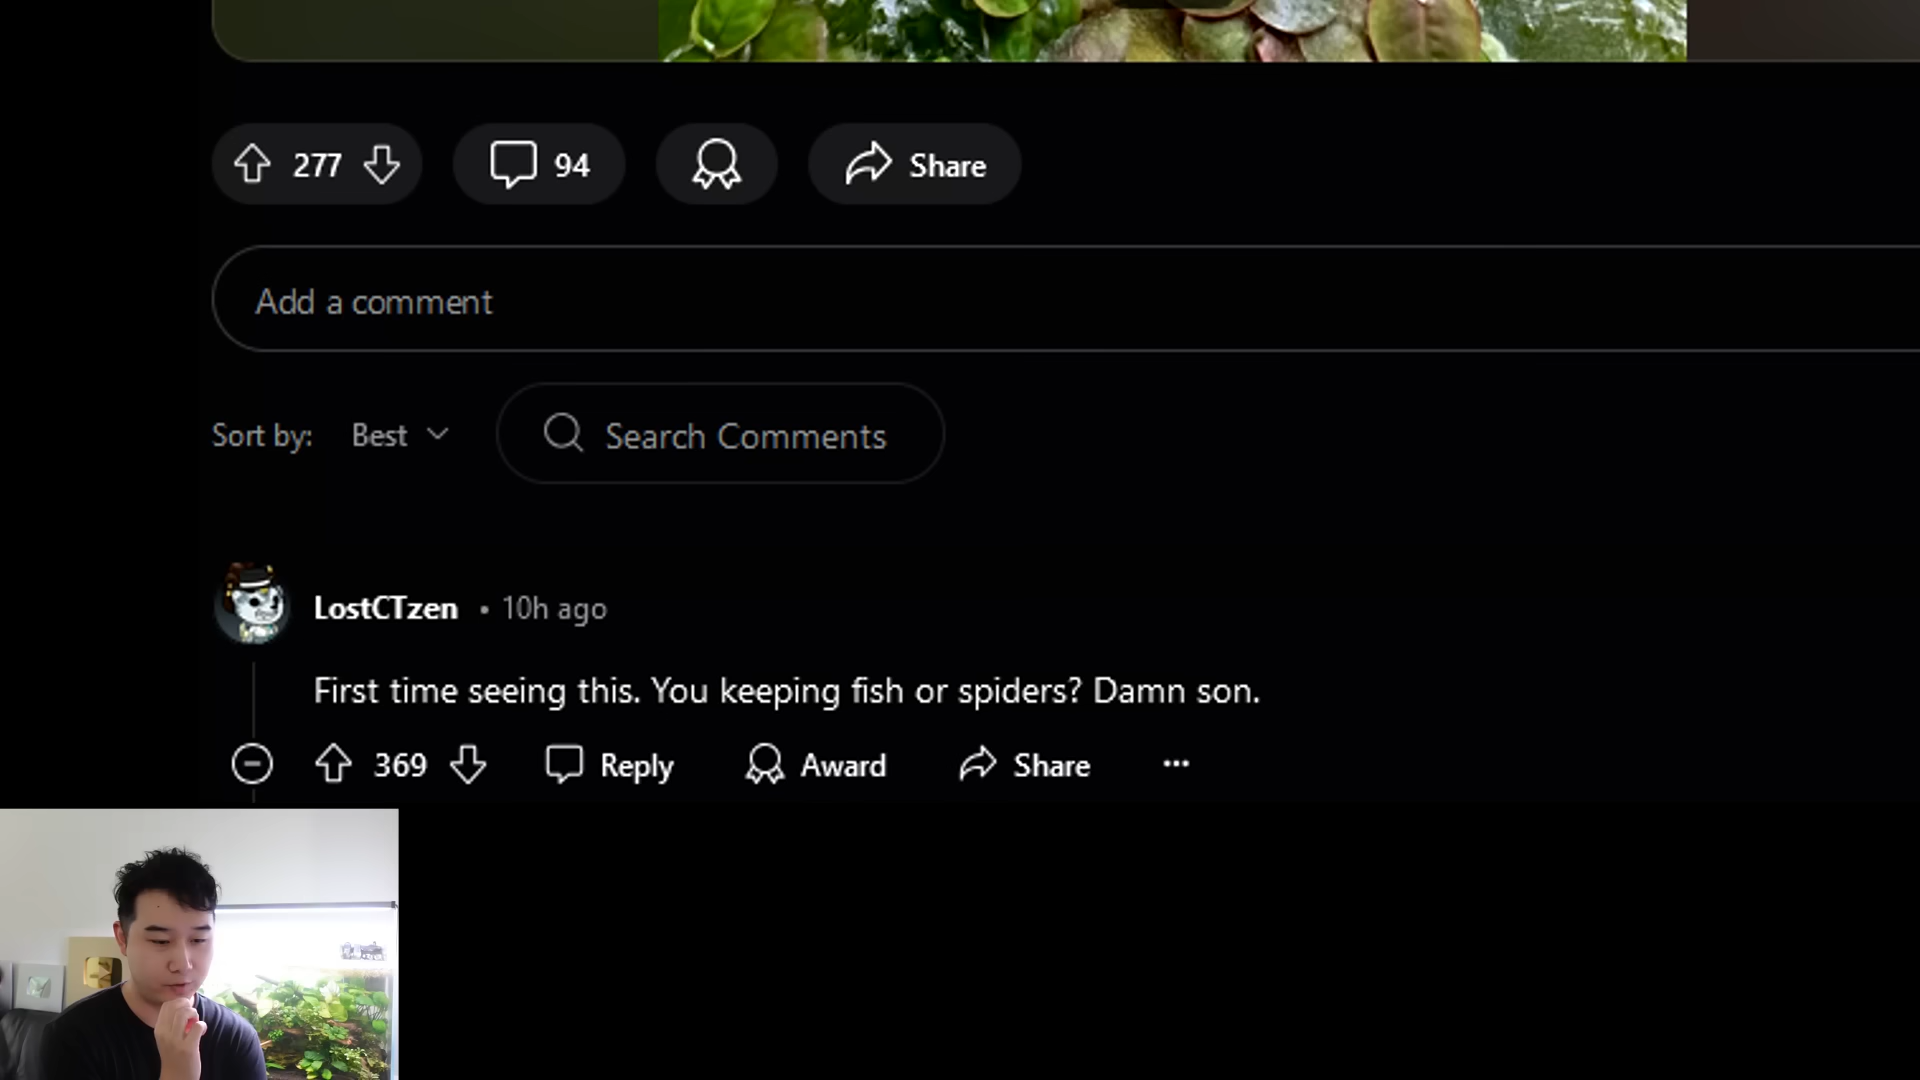 277
94
Share
Add a comment
Sort by:
Best
Search Comments
LostCTzen • 10h ago
First time seeing this. You keeping fish or spiders? Damn son.
369
Reply
Award
Share